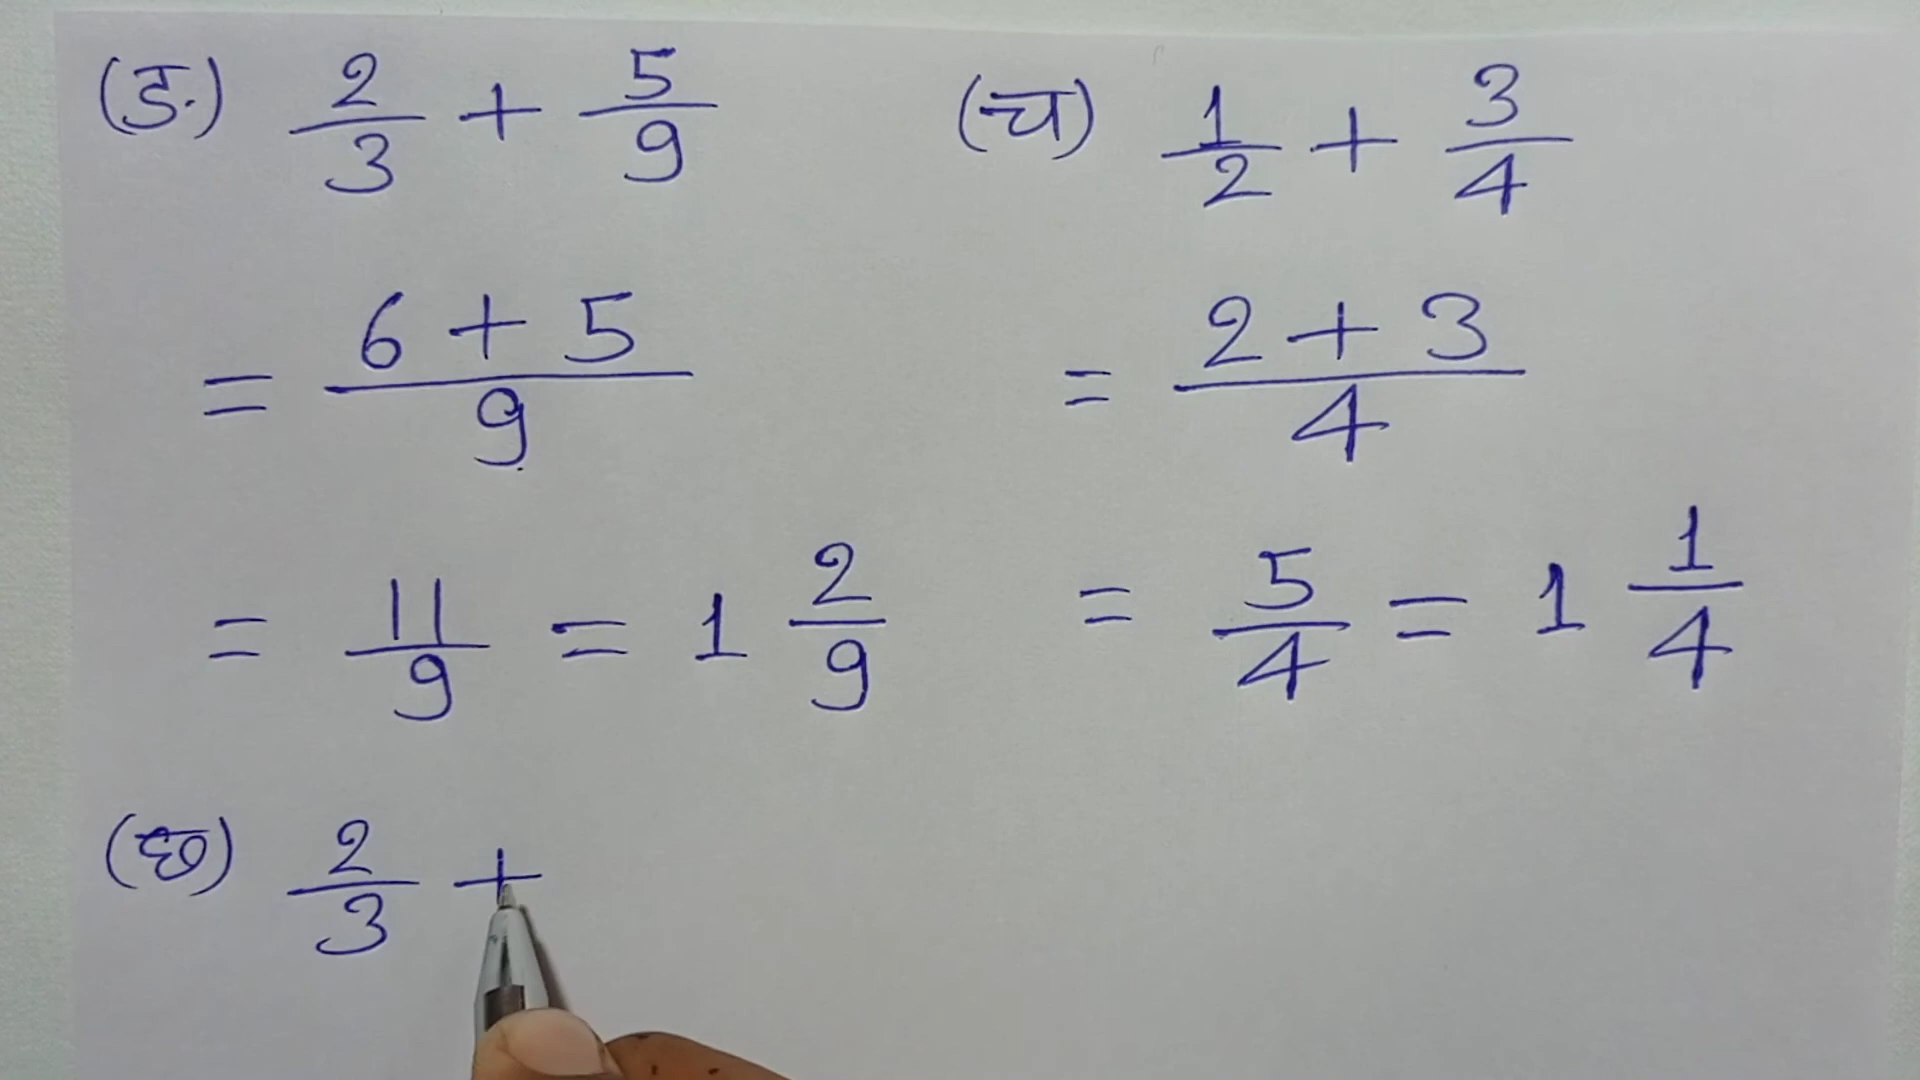 (ङ) 2/3 + 5/9
= (6 + 5)/9
= 11/9 = 1 2/9
(च) 1/2 + 3/4
= (2 + 3)/4
= 5/4 = 1 1/4
(छ) 2/3 +